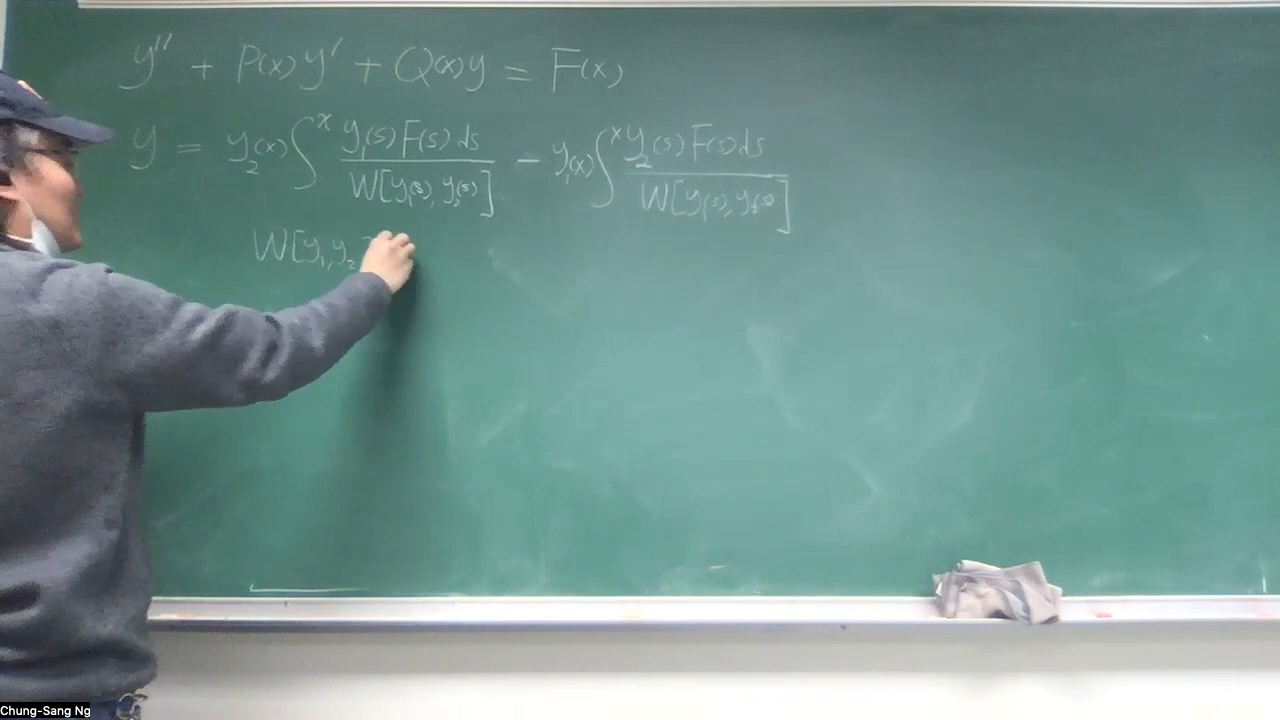 y'' + P(x) y' + Q(x) y = F(x)
y = y₂(x) ∫ˣ y₁(s) F(s) ds / W[y₁(s), y₂(s)] − y₁(x) ∫ˣ y₂(s) F(s) ds / W[y₁(s), y₂(s)]
W[y₁, y₂
Chung-Sang Ng